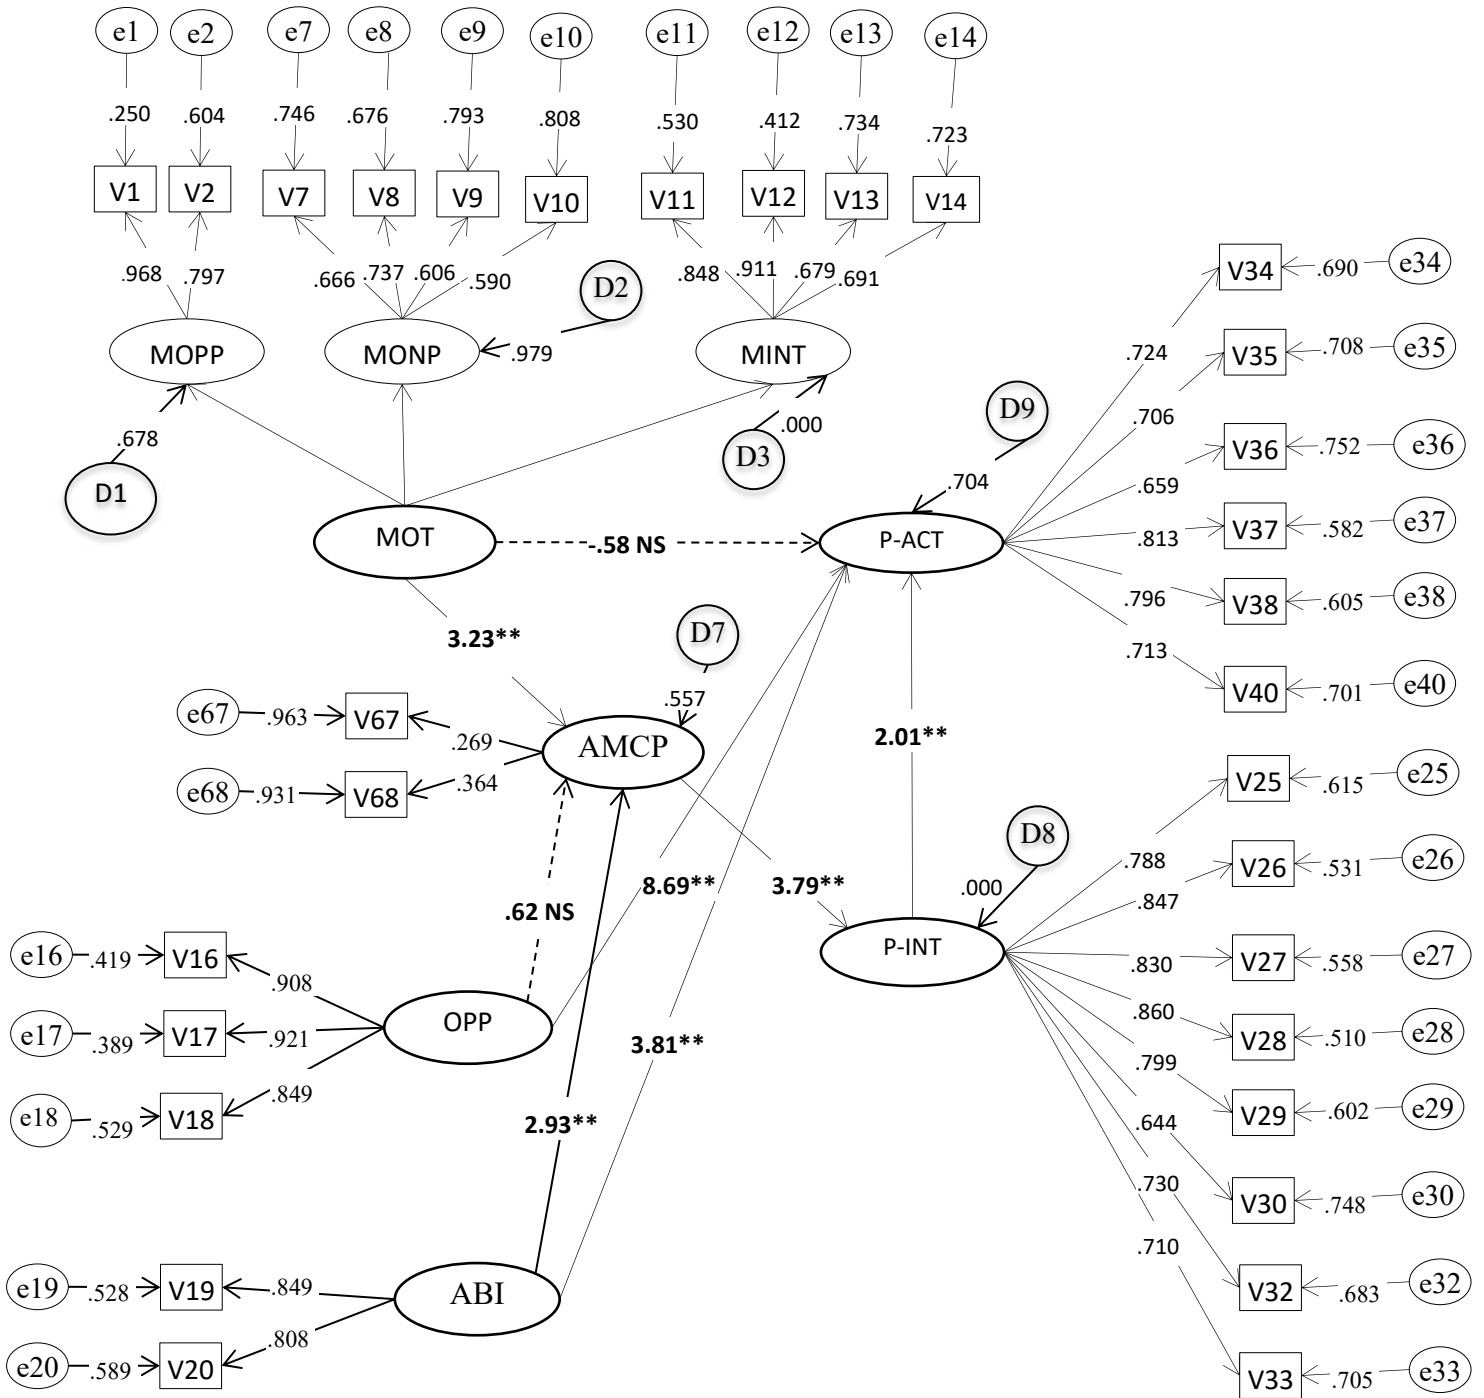 e1 e2 e7 e8 e9 e10 e11 e12 e13 e14
.250 .604 .746 .676 .793 .808 .530 .412 .734 .723
V1 V2 V7 V8 V9 V10 V11 V12 V13 V14
.968 .797 .666 .737 .606 .590 .848 .911 .679 .691
D2
MOPP MONP .979 MINT
.678 D1
.000 D3
D9
.704
MOT -.58 NS P-ACT
V34 .690 e34
.724
V35 .708 e35
.706
V36 .752 e36
.659
.813 V37 .582 e37
.796 V38 .605 e38
.713
V40 .701 e40
3.23** D7
.557
e67 .963 V67 .269 AMCP
e68 .931 V68 .364
2.01**
V25 .615 e25
D8
.788
V26 .531 e26
8.69** 3.79** .000 .847
.62 NS
e16 .419 V16 .908
P-INT
.830 V27 .558 e27
e17 .389 V17 .921 OPP
.860 V28 .510 e28
3.81**
.799
e18 .529 V18 .849
2.93**
V29 .602 e29
.644
.730 V30 .748 e30
.710
e19 .528 V19 .849 ABI
V32 .683 e32
.808
e20 .589 V20
V33 .705 e33